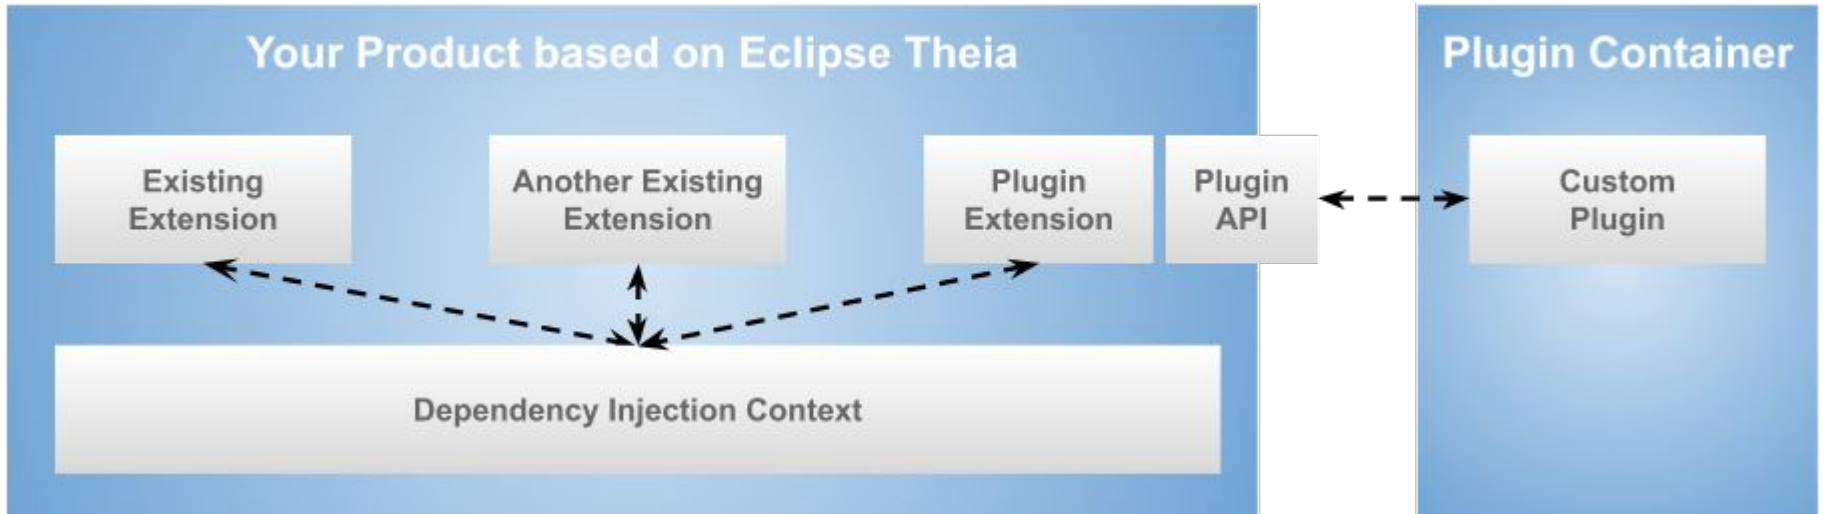 Your Product based on Eclipse Theia
Plugin Container
Existing
Extension
Another Existing
Extension
Plugin
Extension
Plugin
API
Custom
Plugin
Dependency Injection Context